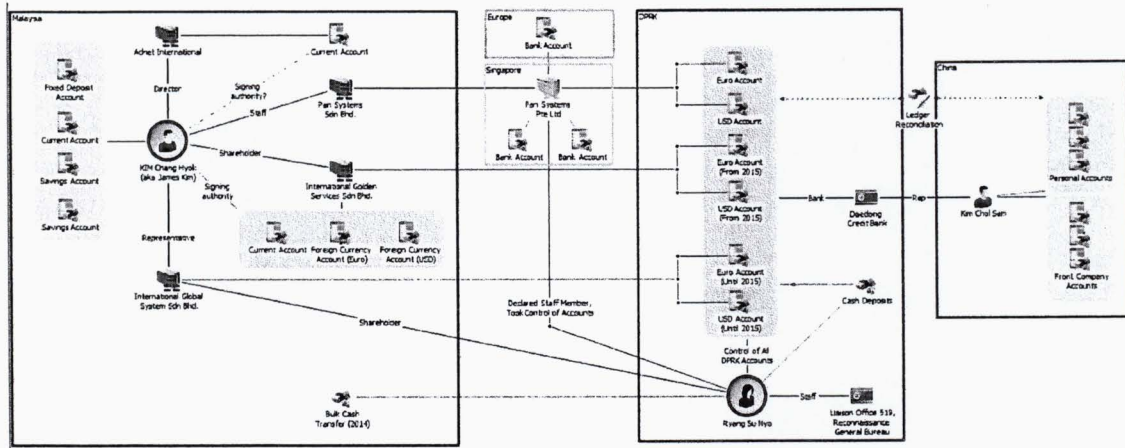 Malaysia
Adnet International
Current Account
Fixed Deposit
Account
Current Account
Savings Account
Savings Account
Director
Signing
authority?
Staff
Pan Systems
Sdn Bhd.
KIM Chang Hyok
(aka James Kim)
Shareholder
International Golden
Services Sdn Bhd.
Signing
authority
Current Account
Foreign Currency
Account (Euro)
Foreign Currency
Account (USD)
Representative
International Global
System Sdn Bhd.
Shareholder
Bulk Cash
Transfer (2014)
Europe
Bank Account
Singapore
Pan Systems
Pte Ltd
Bank Account
Bank Account
Declared Staff Member,
Took Control of Accounts
DPRK
Euro Account
USD Account
Euro Account
(From 2015)
USD Account
(From 2015)
Euro Account
(Until 2015)
USD Account
(Until 2015)
Control of All
DPRK Accounts
Ryang Su Nyo
Staff
Liaison Office 519,
Reconnaissance
General Bureau
Bank
Daedong
Credit Bank
Rep
Cash Deposits
Ledger
Reconciliation
China
Kim Chol Sam
Personal Accounts
Front Company
Accounts